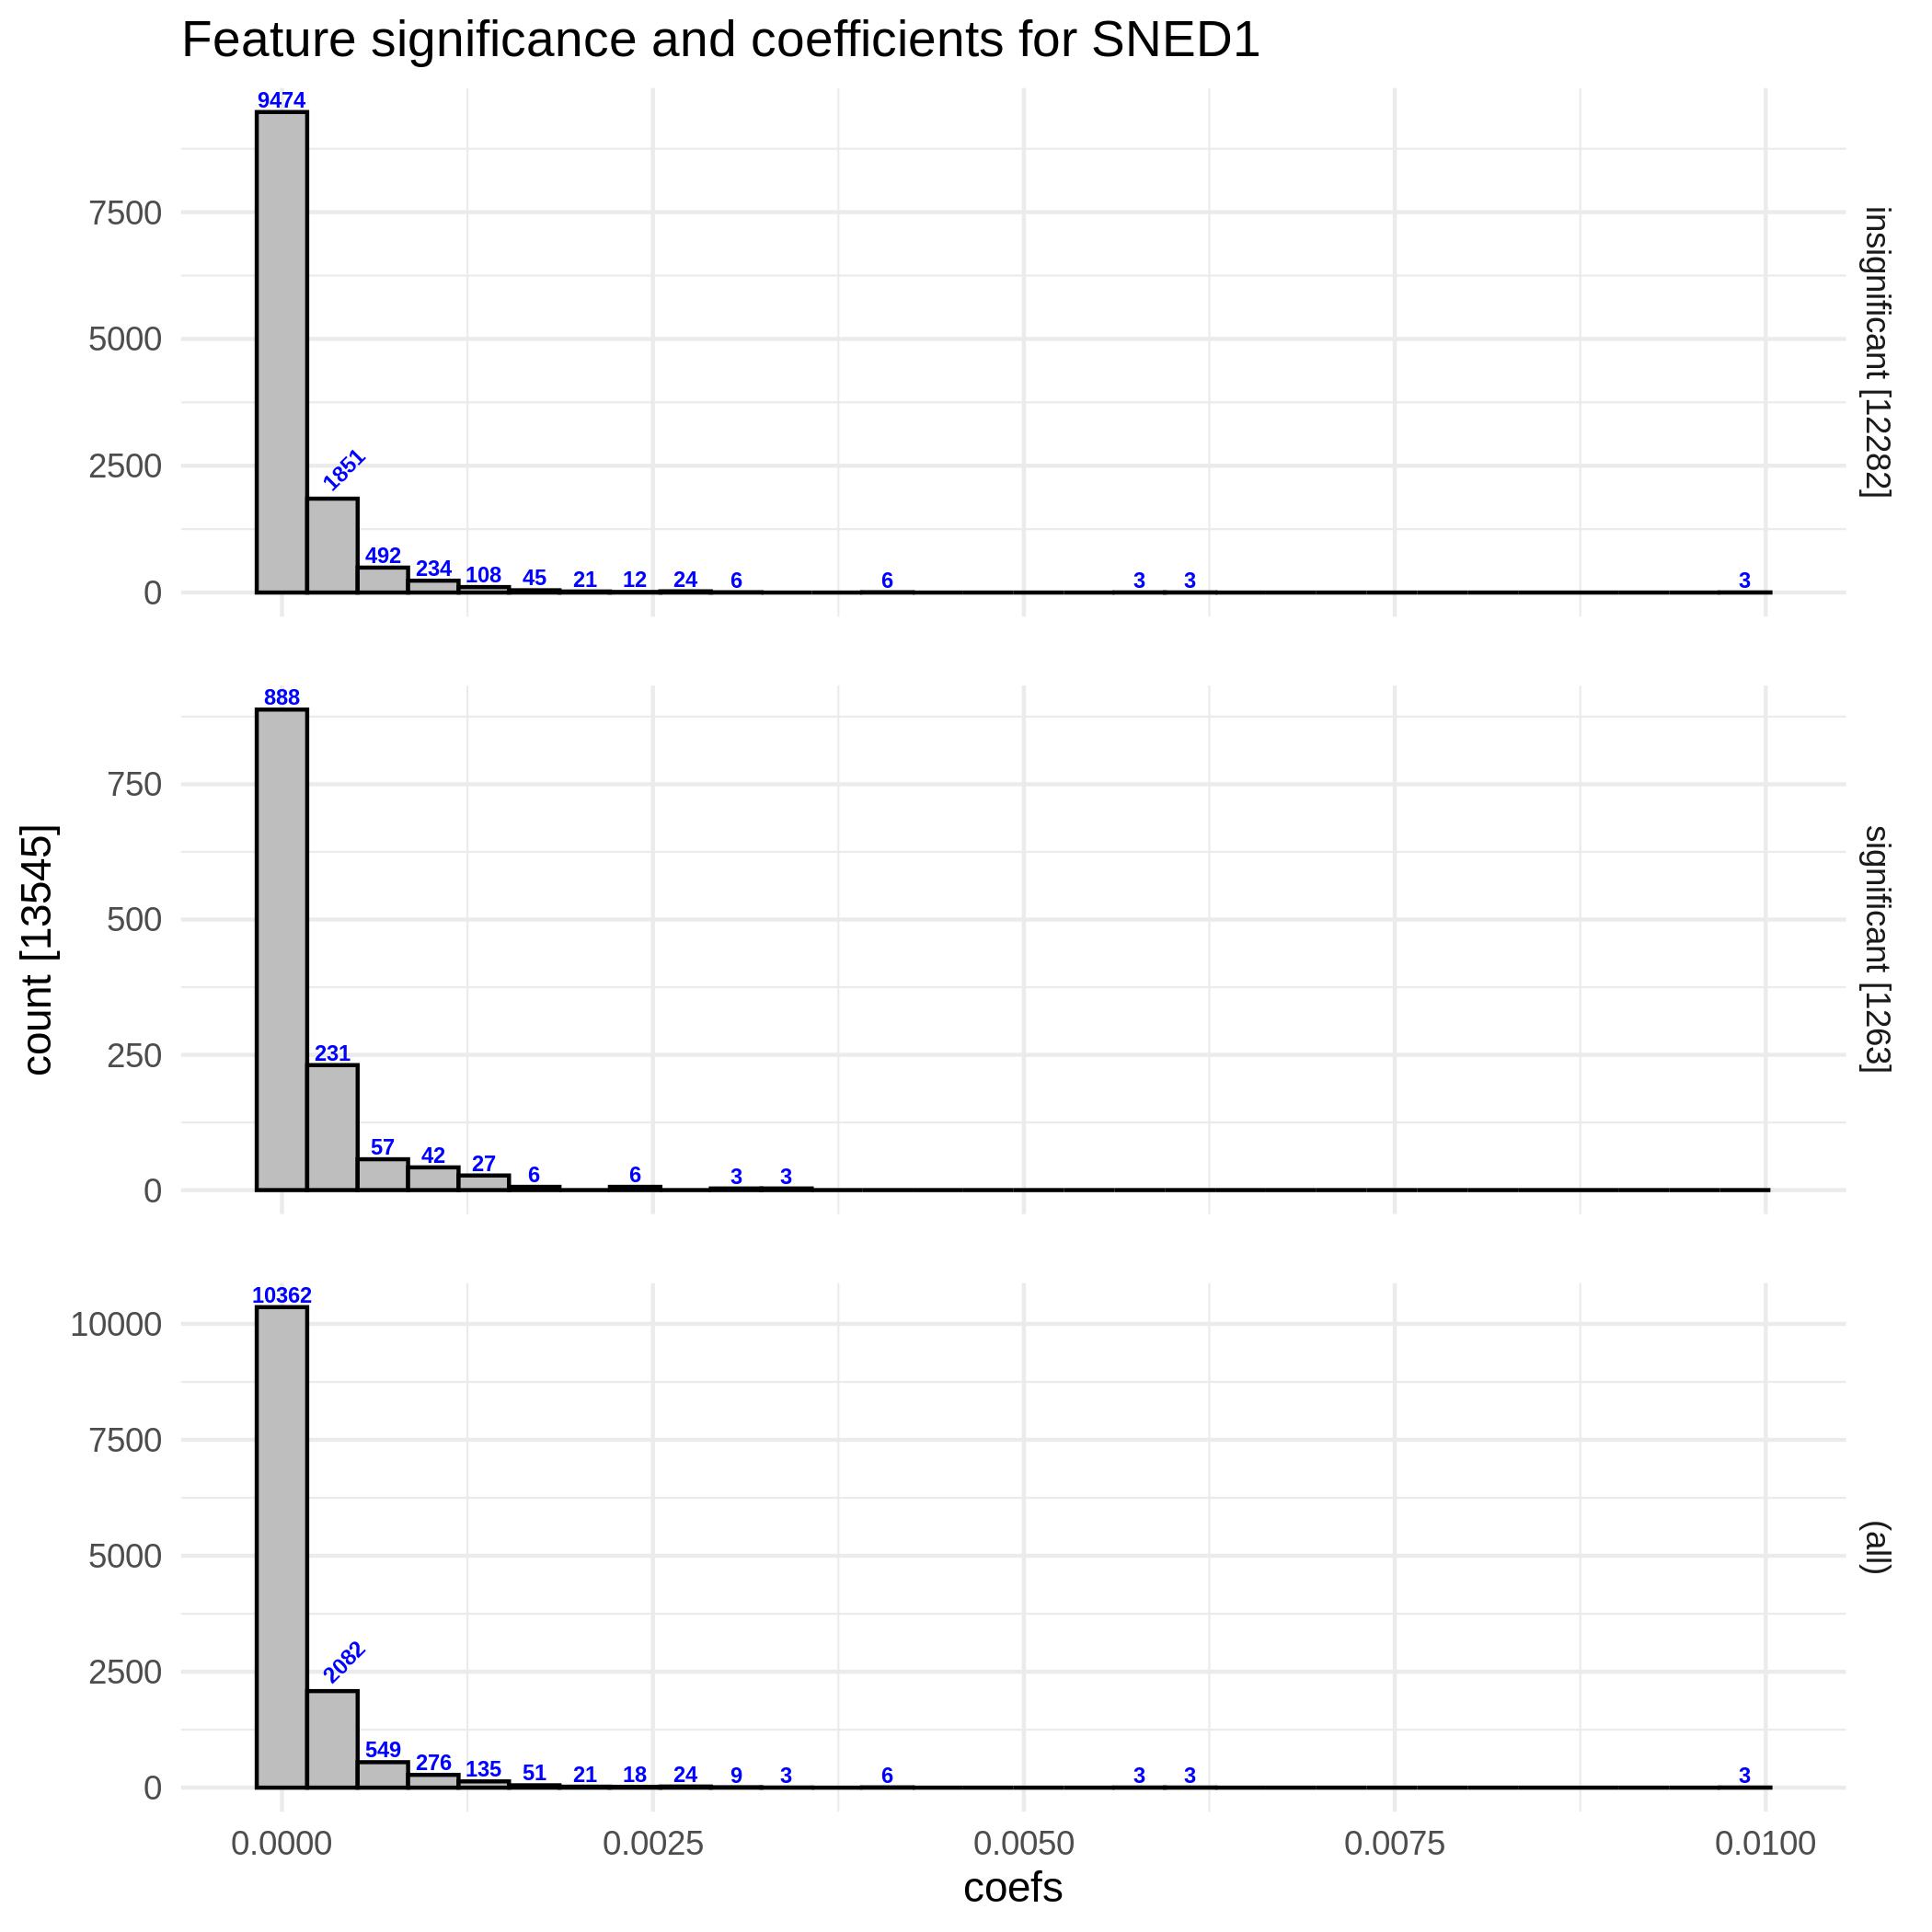 Feature significance and coefficients for SNED1
9474
1851
492 234 108 45 21 12 24 6 6 3 3 3
7500
5000
2500
0
insignificant [12282]
888
231
57 42 27 6 6 3 3
750
500
250
0
significant [1263]
count [13545]
10362
2082
549 276 135 51 21 18 24 9 3 6 3 3 3
10000
7500
5000
2500
0
(all)
0.0000 0.0025 0.0050 0.0075 0.0100
coefs